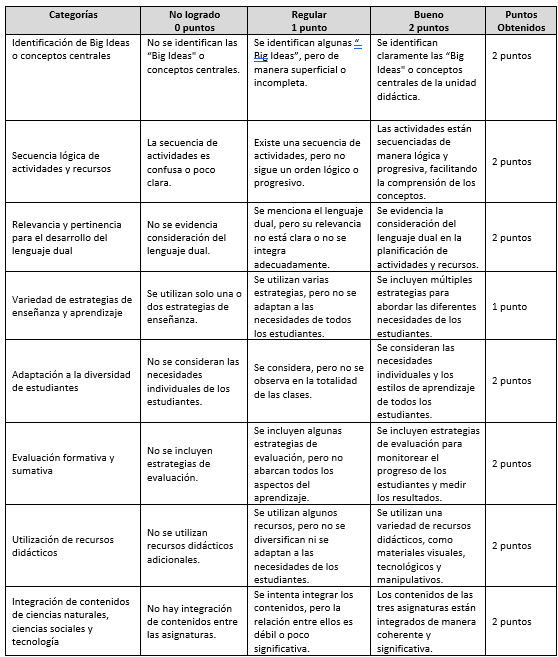 Categorías
No logrado
0 puntos
Regular
1 punto
Bueno
2 puntos
Puntos
Obtenidos
Identificación de Big Ideas
o conceptos centrales
No se identifican las
“Big Ideas" o
conceptos centrales.
Se identifican algunas “
Big Ideas”, pero de
manera superficial o
incompleta.
Se identifican
claramente las "Big
Ideas" o conceptos
centrales de la unidad
didáctica.
2 puntos
Secuencia lógica de
actividades y recursos
La secuencia de
actividades es
confusa o poco
clara.
Existe una secuencia de
actividades, pero no
sigue un orden lógico o
progresivo.
Las actividades están
secuenciadas de
manera lógica y
progresiva, facilitando
la comprensión de los
conceptos.
2 puntos
Relevancia y pertinencia
para el desarrollo del
lenguaje dual
No se evidencia
consideración del
lenguaje dual.
Se menciona el lenguaje
dual, pero su relevancia
no está clara o no se
integra
adecuadamente.
Se evidencia la
consideración del
lenguaje dual en la
planificación de
actividades y recursos.
2 puntos
Variedad de estrategias de
enseñanza y aprendizaje
Se utilizan solo una o
dos estrategias de
enseñanza.
Se utilizan varias
estrategias, pero no se
adaptan a las
necesidades de todos
los estudiantes.
Se incluyen múltiples
estrategias para
abordar las diferentes
necesidades de los
estudiantes.
1 punto
Adaptación a la diversidad
de estudiantes
No se consideran las
necesidades
individuales de los
estudiantes.
Se considera, pero no se
observa en la totalidad
de las clases.
Se consideran las
necesidades
individuales y los
estilos de aprendizaje
de todos los
estudiantes.
2 puntos
Evaluación formativa y
sumativa
No se incluyen
estrategias de
evaluación.
Se incluyen algunas
estrategias de
evaluación, pero no
abarcan todos los
aspectos del
aprendizaje.
Se incluyen estrategias
de evaluación para
monitorear el
progreso de los
estudiantes y medir
los resultados.
2 puntos
Utilización de recursos
didácticos
No se utilizan
recursos didácticos
adicionales.
Se utilizan algunos
recursos, pero no se
diversifican ni se
adaptan a las
necesidades de los
estudiantes.
Se utilizan una
variedad de recursos
didácticos, como
materiales visuales,
tecnológicos y
manipulativos.
2 puntos
Integración de contenidos
de ciencias naturales,
ciencias sociales y
tecnología
No hay integración
de contenidos entre
las asignaturas.
Se intenta integrar los
contenidos, pero la
relación entre ellos es
débil o poco
significativa.
Los contenidos de las
tres asignaturas están
integrados de manera
coherente y
significativa.
2 puntos